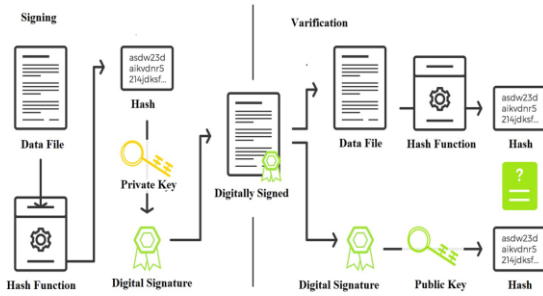 Signing
Varification
asdw23d
aikvdnr5
214jdksf...
Hash
Data File
Private Key
Hash Function
Digital Signature
Digitally Signed
Data File
Hash Function
asdw23d
aikvdnr5
214jdksf...
Hash
?
Digital Signature
Public Key
asdw23d
aikvdnr5
214jdksf...
Hash